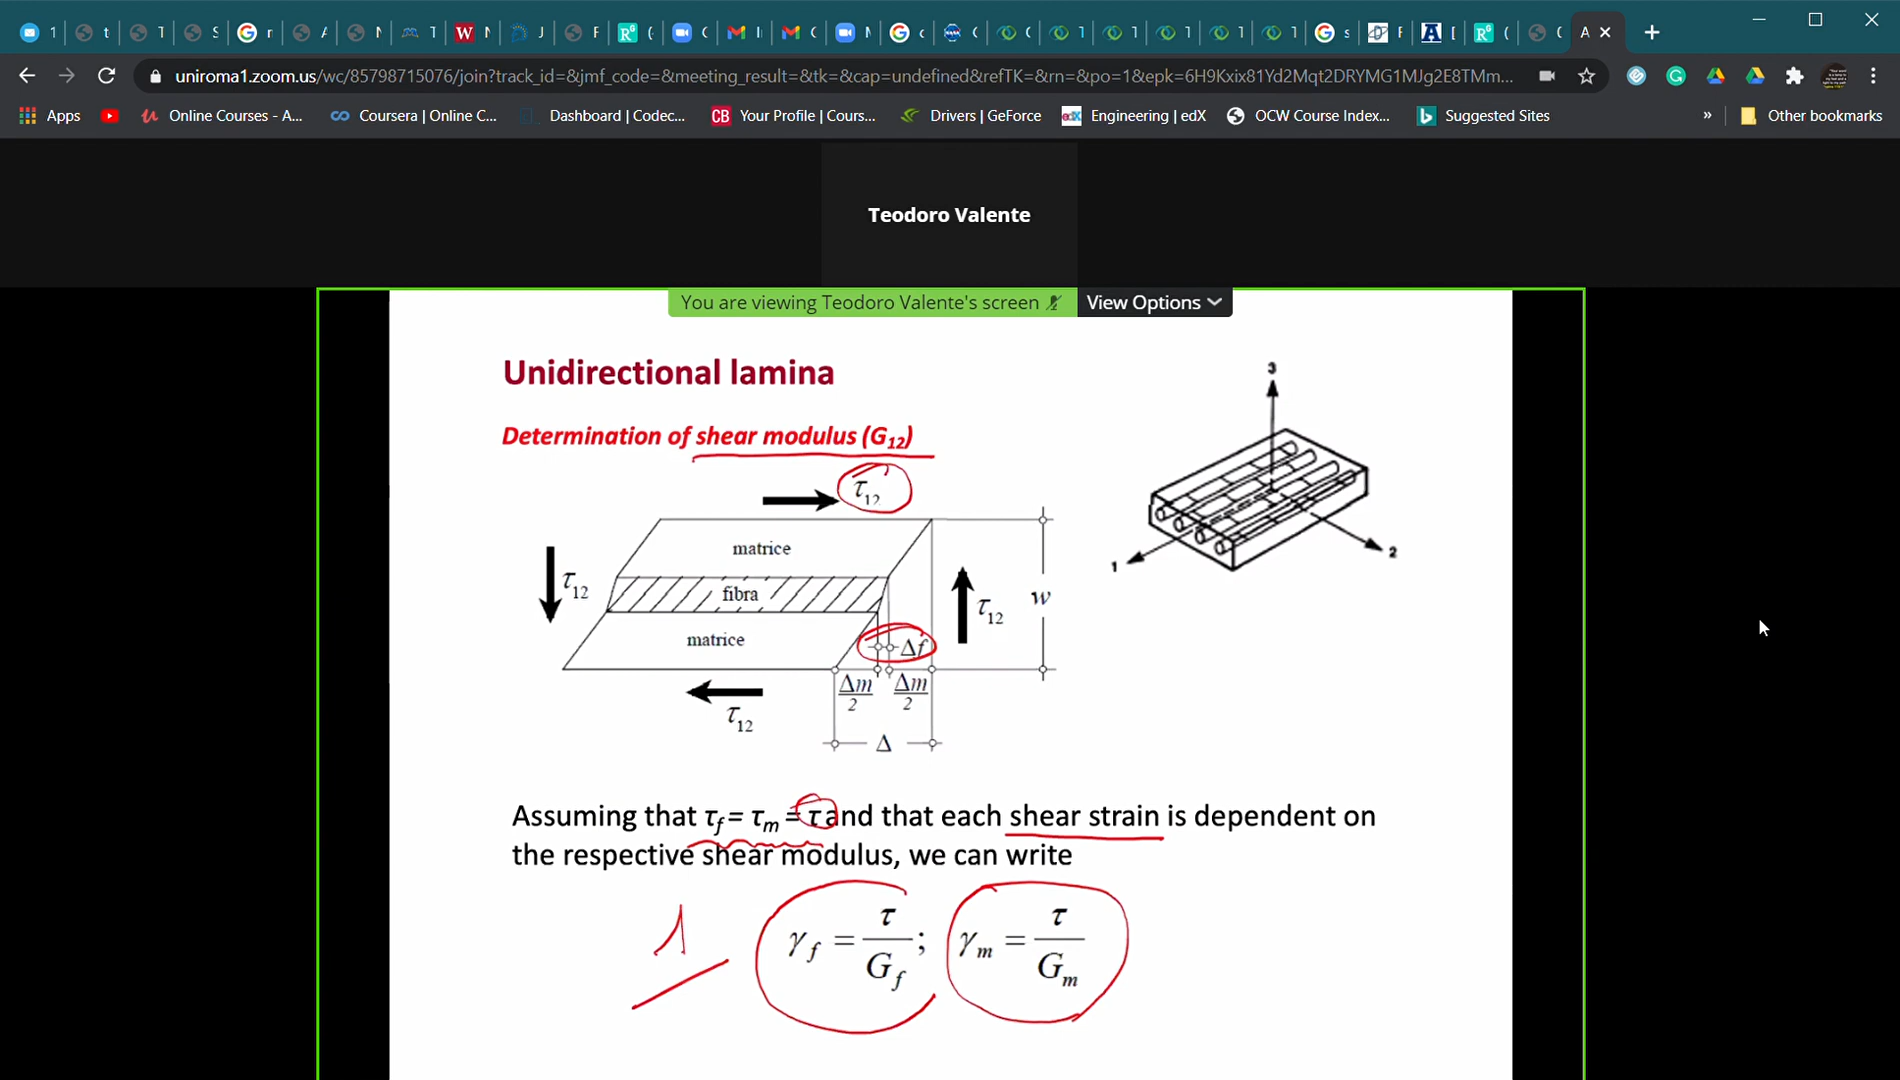 uniroma1.zoom.us/wc/85798715076/join?track_id=&jmf_code=&meeting_result=&tk=&cap=undefined&refTK=&rn=&po=1&epk=6H9Kxix81Yd2Mqt2DRYMG1MJg2E8TMm...
Apps Online Courses - A... Coursera | Online C... Dashboard | Codec... CB Your Profile | Cours... Drivers | GeForce edX Engineering | edX OCW Course Index... Suggested Sites » Other bookmarks
Teodoro Valente
You are viewing Teodoro Valente's screen View Options
Unidirectional lamina
Determination of shear modulus (G₁₂)
τ₁₂
matrice
τ₁₂
fibra
τ₁₂
w
matrice
Δf
Δm/2 Δm/2
τ₁₂
Δ
3
1
2
Assuming that τf = τm = τ and that each shear strain is dependent on
the respective shear modulus, we can write
1
γf = τ/Gf; γm = τ/Gm